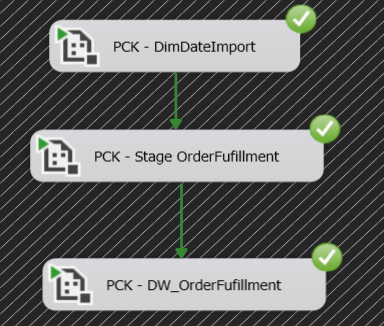 PCK - DimDateImport
PCK - Stage OrderFufillment
PCK - DW_OrderFufillment